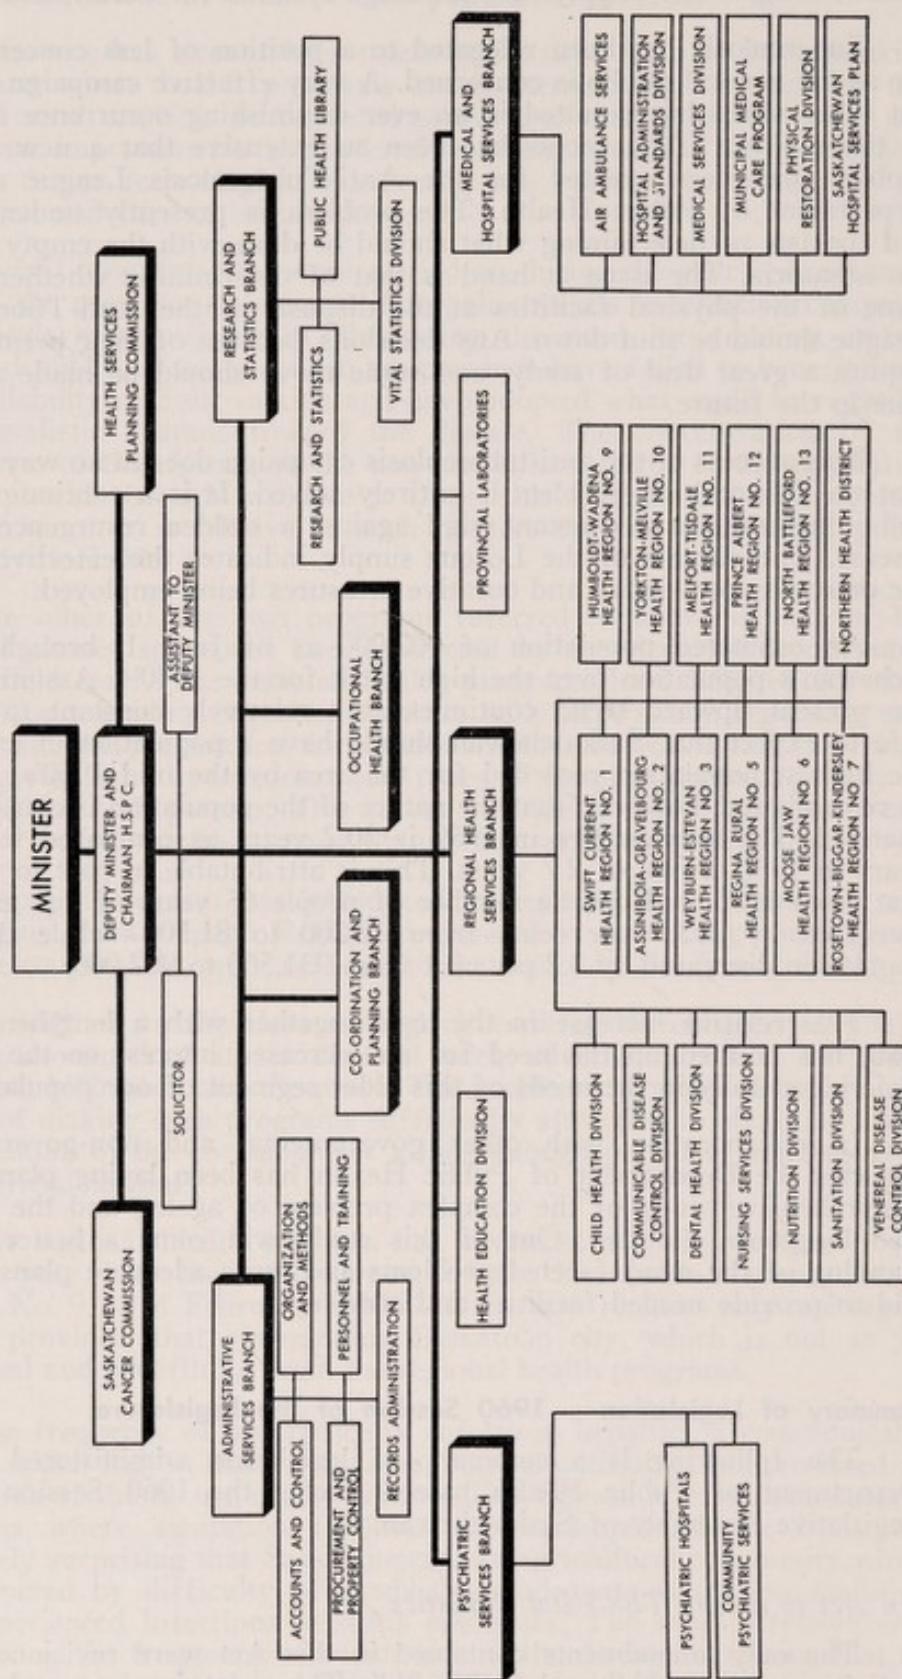 MINISTER
DEPUTY MINISTER AND
CHAIRMAN H.S.P.C.
SASKATCHEWAN
CANCER COMMISSION
HEALTH SERVICES
PLANNING COMMISSION
SOLICITOR
ASSISTANT TO
DEPUTY MINISTER
ADMINISTRATIVE
SERVICES BRANCH
RESEARCH AND
STATISTICS BRANCH
ACCOUNTS AND CONTROL
ORGANIZATION
AND METHODS
PROCUREMENT AND
PROPERTY CONTROL
PERSONNEL AND TRAINING
RECORDS ADMINISTRATION
CO-ORDINATION AND
PLANNING BRANCH
OCCUPATIONAL
HEALTH BRANCH
RESEARCH AND STATISTICS
PUBLIC HEALTH LIBRARY
VITAL STATISTICS DIVISION
PSYCHIATRIC
SERVICES BRANCH
HEALTH EDUCATION DIVISION
REGIONAL HEALTH
SERVICES BRANCH
PROVINCIAL LABORATORIES
MEDICAL AND
HOSPITAL SERVICES BRANCH
PSYCHIATRIC HOSPITALS
COMMUNITY
PSYCHIATRIC SERVICES
CHILD HEALTH DIVISION
COMMUNICABLE DISEASE
CONTROL DIVISION
DENTAL HEALTH DIVISION
NURSING SERVICES DIVISION
NUTRITION DIVISION
SANITATION DIVISION
VENEREAL DISEASE
CONTROL DIVISION
SWIFT CURRENT
HEALTH REGION NO. 1
ASSINIBOIA-GRAVELBOURG
HEALTH REGION NO. 2
WEYBURN-ESTEVAN
HEALTH REGION NO. 3
REGINA RURAL
HEALTH REGION NO. 5
MOOSE JAW
HEALTH REGION NO. 6
ROSETOWN-BIGGAR-KINDERSLEY
HEALTH REGION NO 7
HUMBOLDT-WADENA
HEALTH REGION NO. 9
YORKTON-MELVILLE
HEALTH REGION NO. 10
MELFORT-TISDALE
HEALTH REGION NO. 11
PRINCE ALBERT
HEALTH REGION NO. 12
NORTH BATTLEFORD
HEALTH REGION NO. 13
NORTHERN HEALTH DISTRICT
AIR AMBULANCE SERVICES
HOSPITAL ADMINISTRATION
AND STANDARDS DIVISION
MEDICAL SERVICES DIVISION
MUNICIPAL MEDICAL
CARE PROGRAM
PHYSICAL
RESTORATION DIVISION
SASKATCHEWAN
HOSPITAL SERVICES PLAN